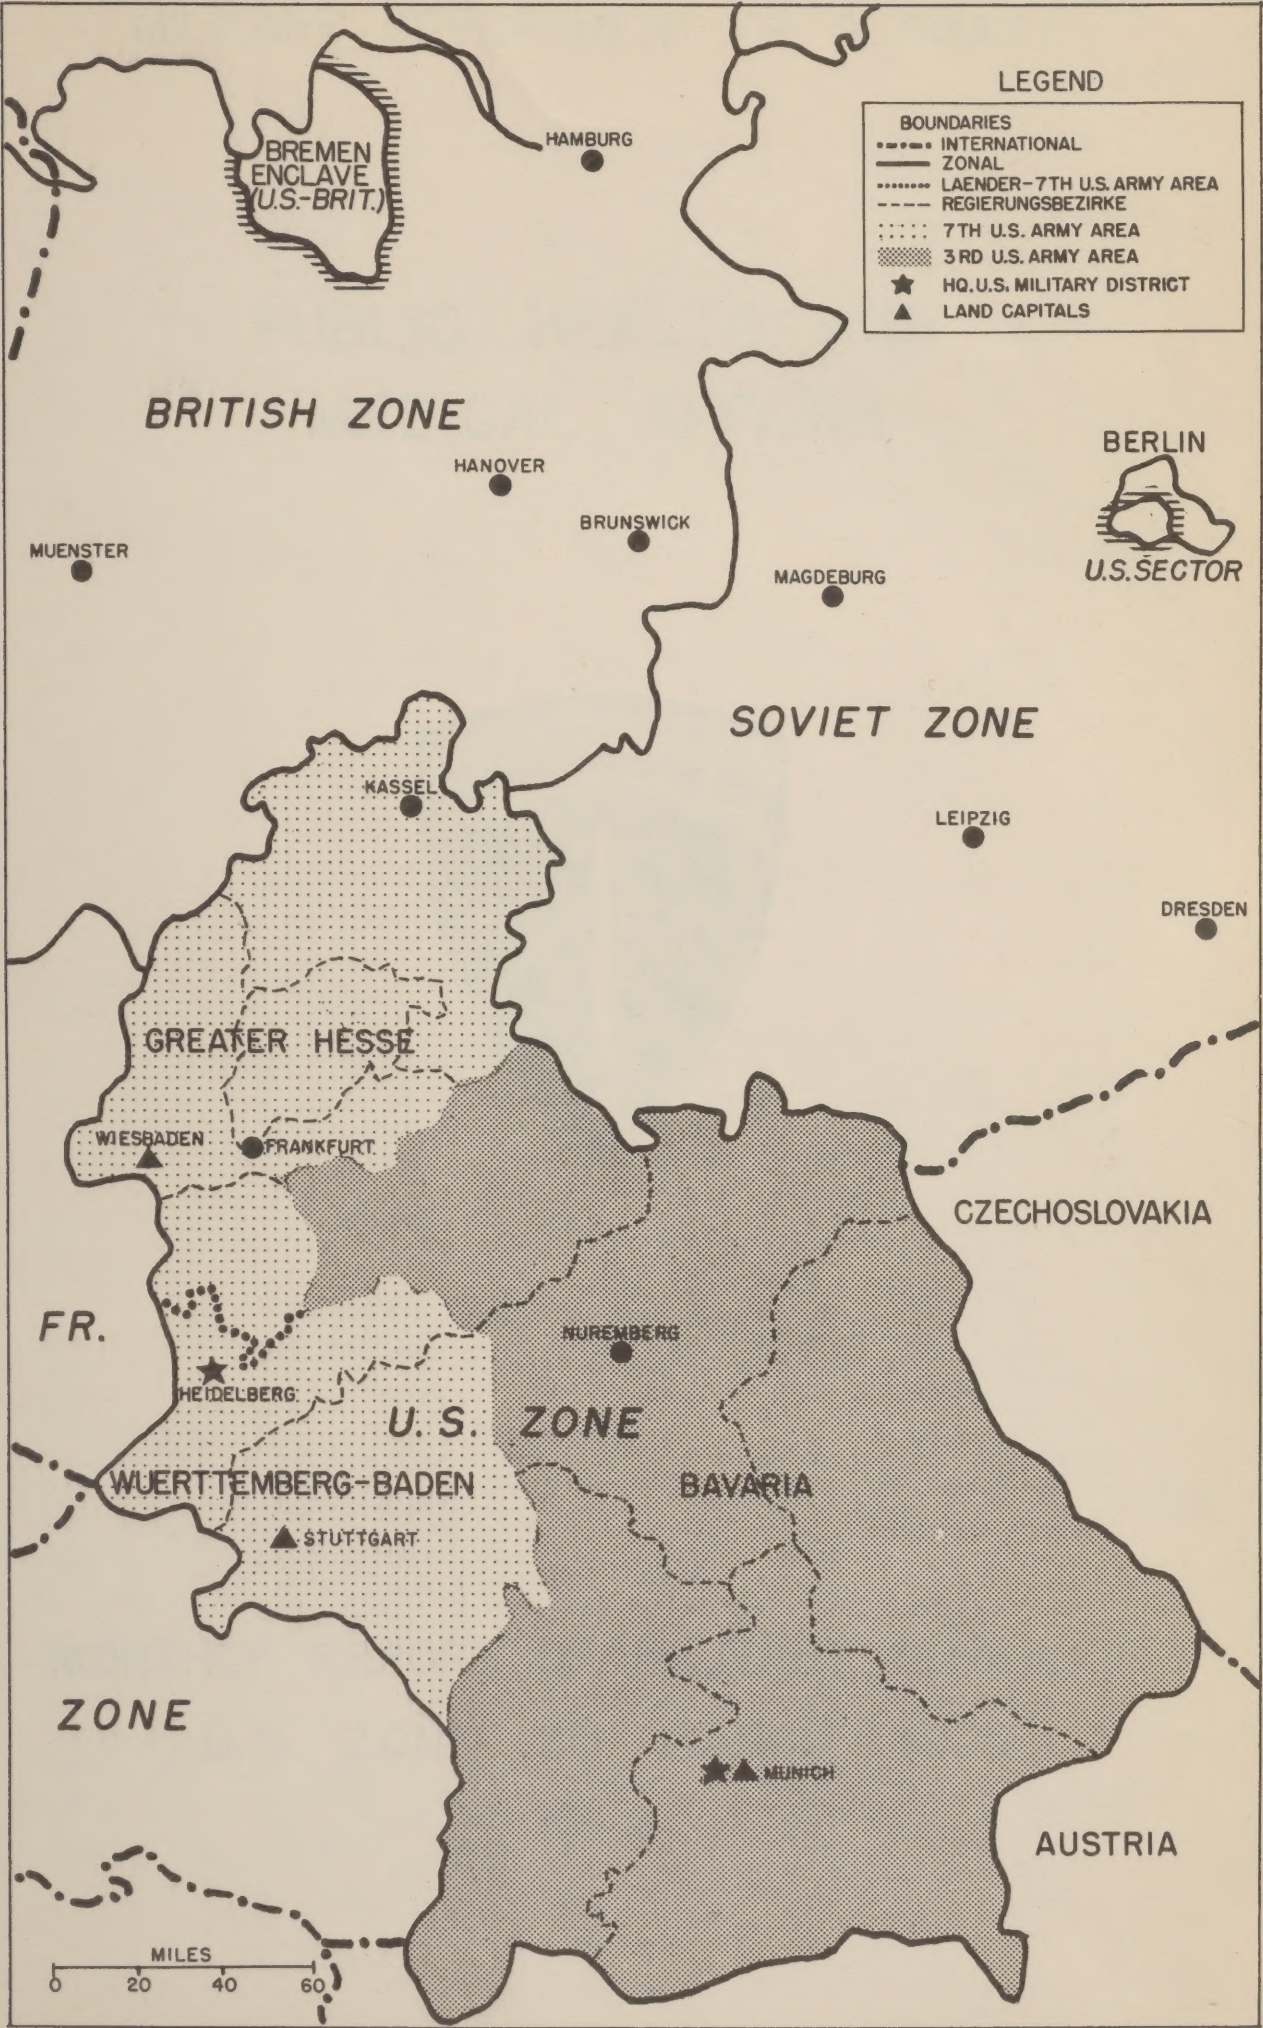 LEGEND
BOUNDARIES
INTERNATIONAL
ZONAL
LAENDER-7TH U.S. ARMY AREA
REGIERUNGSBEZIRKE
7TH U.S. ARMY AREA
3RD U.S. ARMY AREA
HQ. U.S. MILITARY DISTRICT
LAND CAPITALS
HAMBURG
BREMEN
ENCLAVE
(U.S.-BRIT.)
BRITISH ZONE
BERLIN
U.S. SECTOR
HANOVER
BRUNSWICK
MUENSTER
MAGDEBURG
SOVIET ZONE
KASSEL
LEIPZIG
DRESDEN
GREATER HESSE
WIESBADEN
FRANKFURT
CZECHOSLOVAKIA
FR.
NUREMBERG
HEIDELBERG
U.S. ZONE
WUERTTEMBERG-BADEN
BAVARIA
STUTTGART
ZONE
MUNICH
AUSTRIA
MILES
0 20 40 60